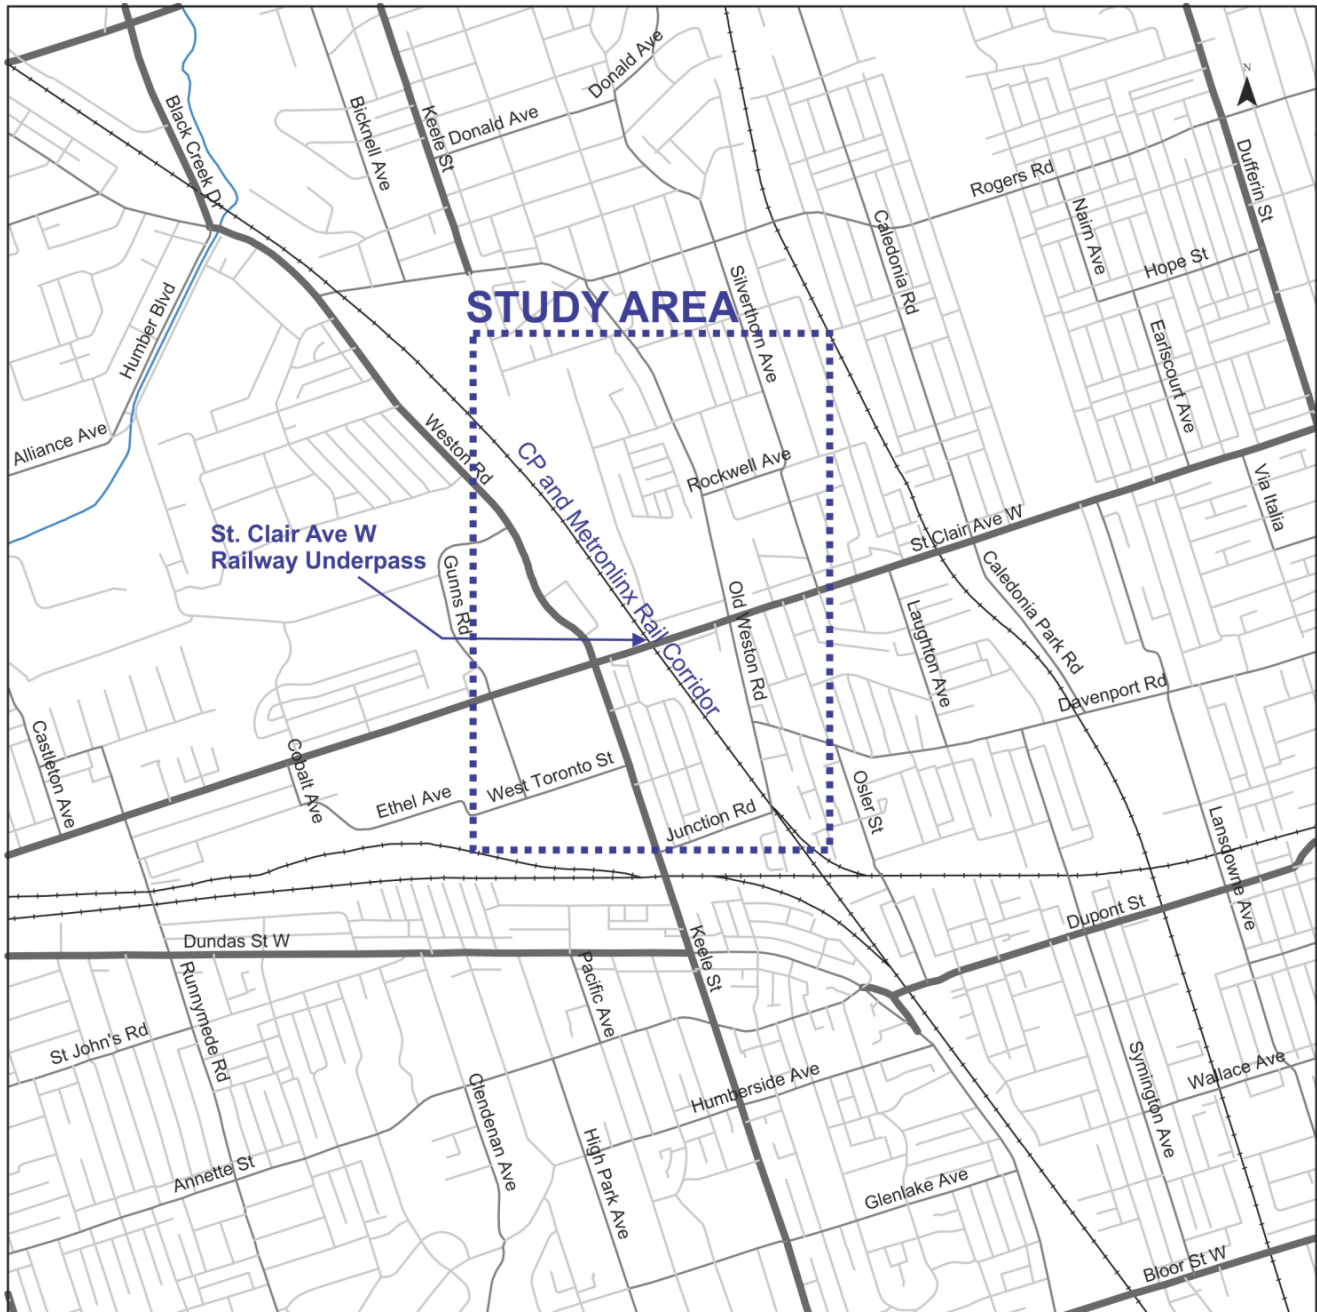 N
Black Creek Dr
Bicknell Ave
Keele St
Donald Ave
Donald Ave
Rogers Rd
Dufferin St
Nairn Ave
Caledonia Rd
Hope St
Silverthorn Ave
Humber Blvd
STUDY AREA
Earlscourt Ave
Alliance Ave
Weston Rd
CP and Metronlinx Rail Corridor
Rockwell Ave
Via Italia
St. Clair Ave W
Railway Underpass
St Clair Ave W
Gunns Rd
Old Weston Rd
Caledonia Park Rd
Laughton Ave
Davenport Rd
Castleton Ave
Cobalt Ave
Ethel Ave
West Toronto St
Junction Rd
Osler St
Lansdowne Ave
Dupont St
Dundas St W
Keele St
Pacific Ave
Runnymede Rd
St John's Rd
Symington Ave
Wallace Ave
Humberside Ave
Clendenan Ave
High Park Ave
Annette St
Glenlake Ave
Bloor St W